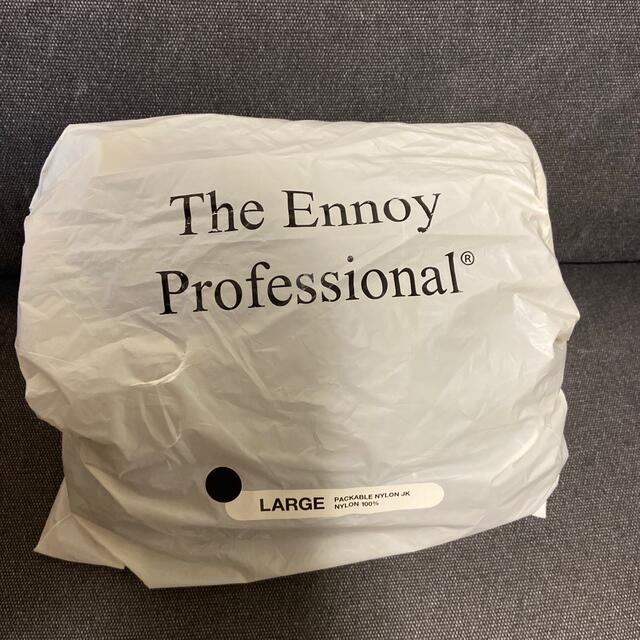 The Ennoy
Professional®
LARGE PACKABLE NYLON JK
NYLON 100%